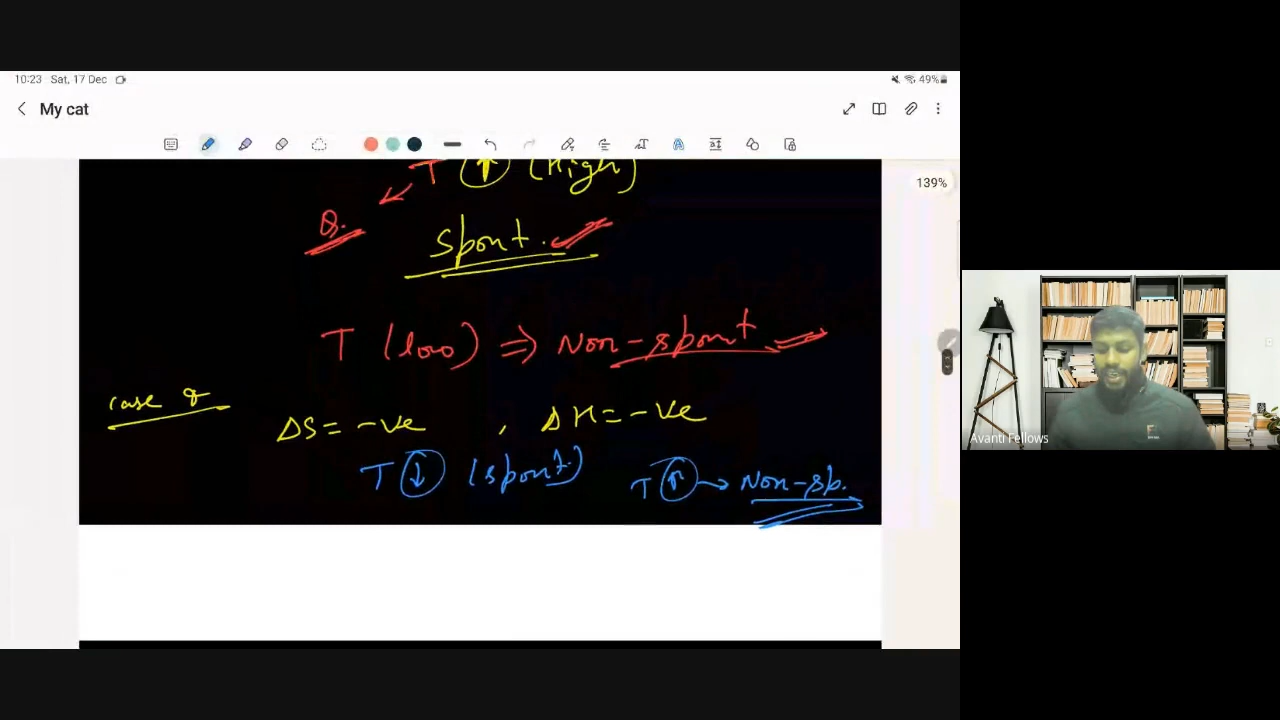 10:23 Sat, 17 Dec 49%
My cat
T ↑ (High)
139%
Q.
Spont.
T (low) ⇒ Non-spont
case
ΔS = -ve , ΔH = -ve
T ↓ (spont.) T ↑ → Non-sp.
Avanti Fellows